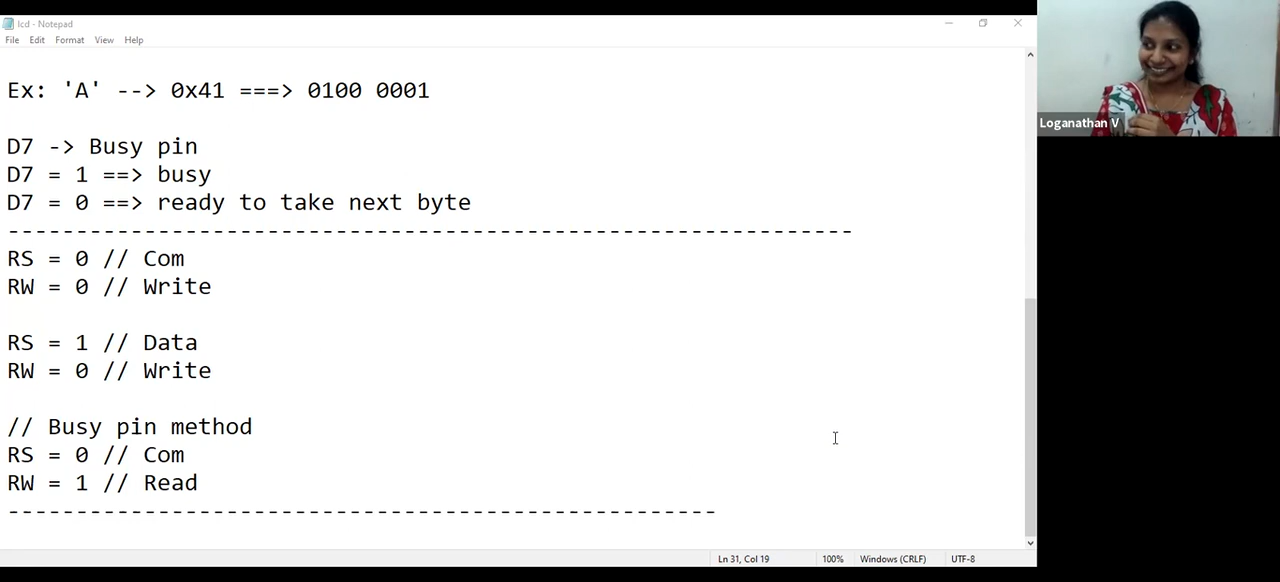 lcd - Notepad
File Edit Format View Help
Ex: 'A' --> 0x41 ===> 0100 0001
D7 -> Busy pin
D7 = 1 ==> busy
D7 = 0 ==> ready to take next byte
--------------------------------------------------------------
RS = 0 // Com
RW = 0 // Write
RS = 1 // Data
RW = 0 // Write
// Busy pin method
RS = 0 // Com
RW = 1 // Read
----------------------------------------------------
Ln 31, Col 19 100% Windows (CRLF) UTF-8
Loganathan V